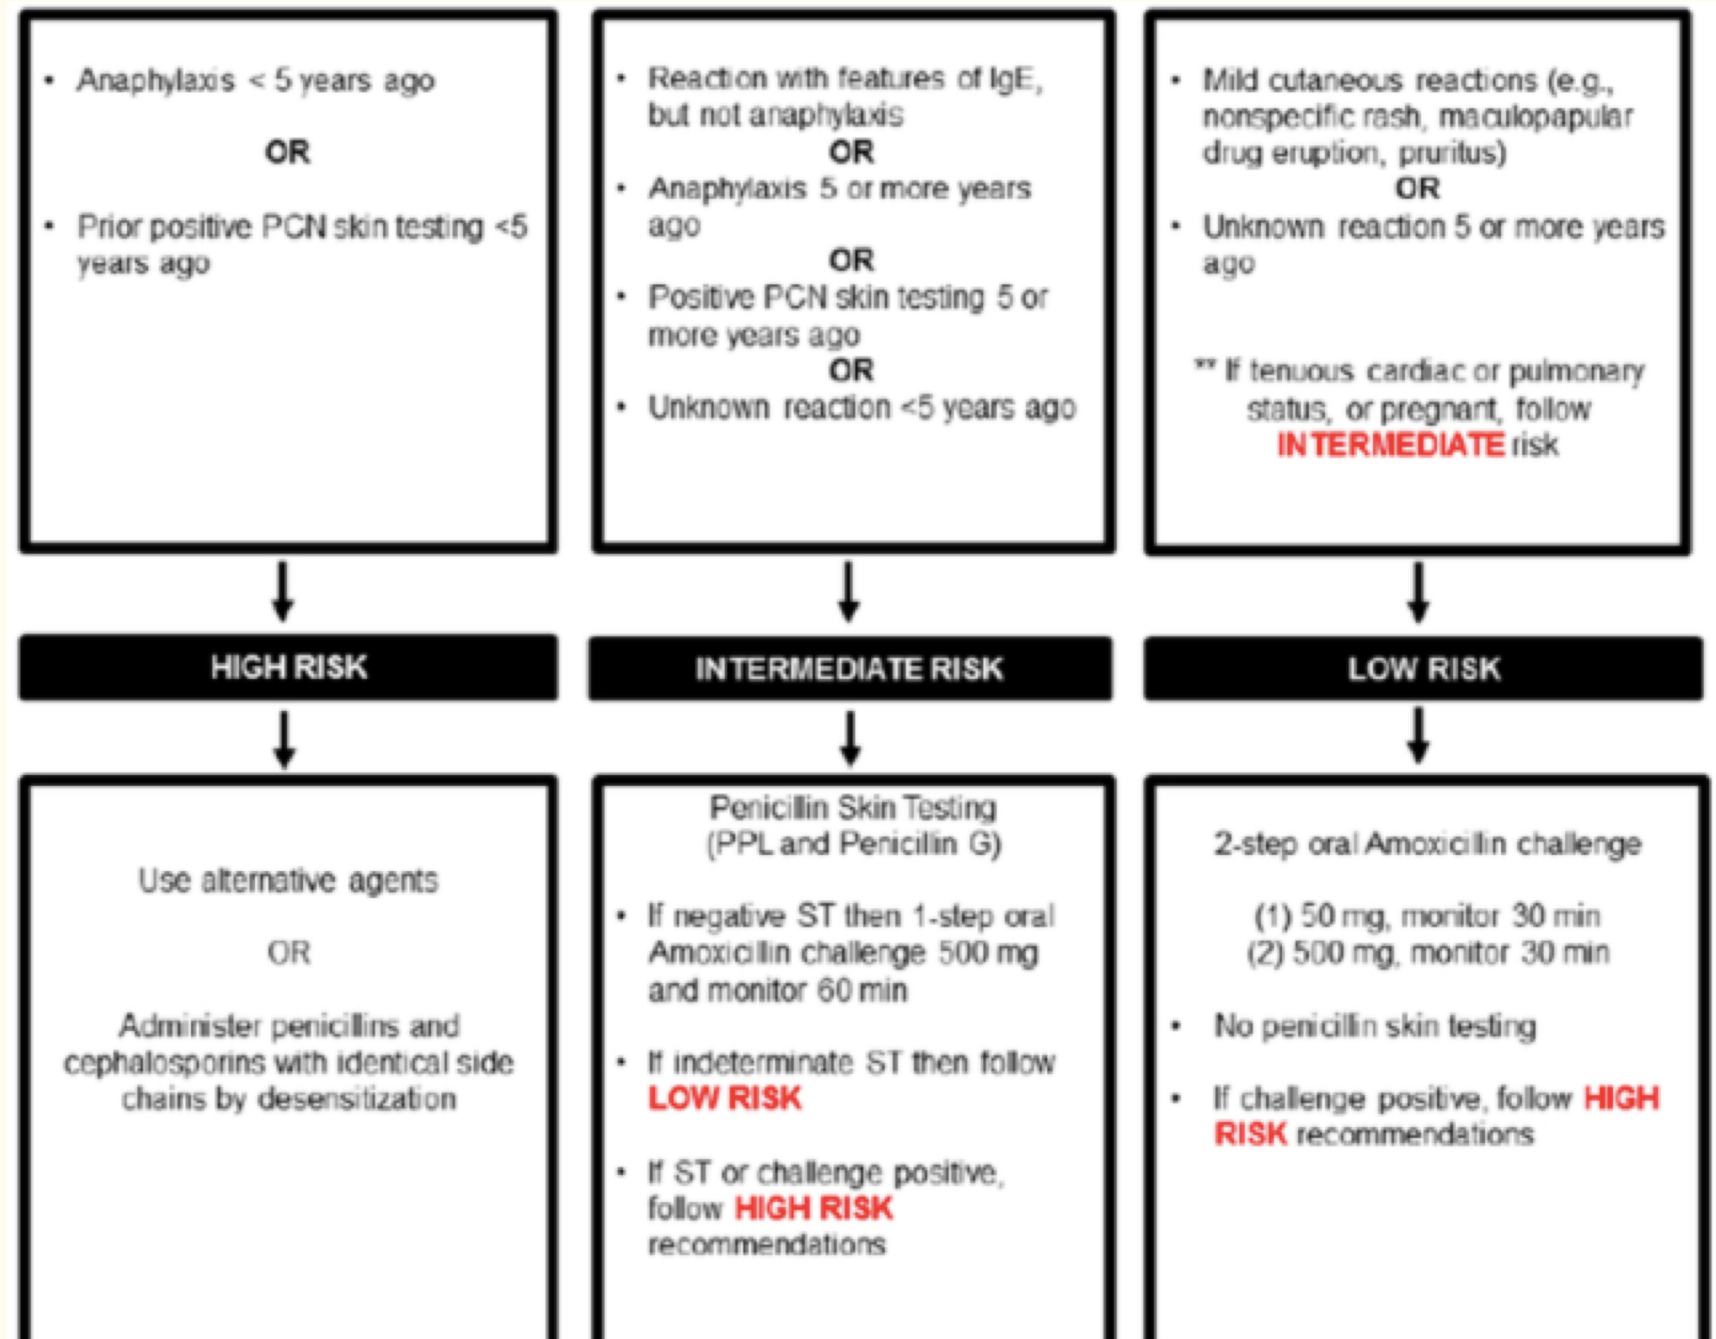 • Anaphylaxis < 5 years ago
OR
• Prior positive PCN skin testing <5
years ago
• Reaction with features of IgE,
but not anaphylaxis
OR
• Anaphylaxis 5 or more years
ago
OR
• Positive PCN skin testing 5 or
more years ago
OR
• Unknown reaction <5 years ago
• Mild cutaneous reactions (e.g.,
nonspecific rash, maculopapular
drug eruption, pruritus)
OR
• Unknown reaction 5 or more years
ago
** If tenuous cardiac or pulmonary
status, or pregnant, follow
INTERMEDIATE risk
HIGH RISK
INTERMEDIATE RISK
LOW RISK
Use alternative agents
OR
Administer penicillins and
cephalosporins with identical side
chains by desensitization
Penicillin Skin Testing
(PPL and Penicillin G)
• If negative ST then 1-step oral
Amoxicillin challenge 500 mg
and monitor 60 min
• If indeterminate ST then follow
LOW RISK
• If ST or challenge positive,
follow HIGH RISK
recommendations
2-step oral Amoxicillin challenge
(1) 50 mg, monitor 30 min
(2) 500 mg, monitor 30 min
• No penicillin skin testing
• If challenge positive, follow HIGH
RISK recommendations